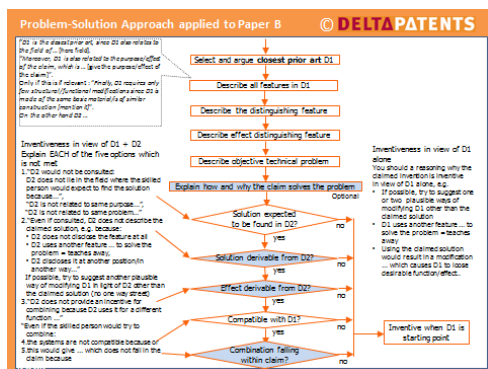 Problem-Solution Approach applied to Paper B
© DELTAPATENTS
"D1 is the closest prior art, since D1 also relates to
the field of … [here field].
"Moreover, D1 is also related to the purpose/effect
of the claim, which is … [give the purpose/effect of
the claim]".
Only if this is relevant: "Finally, D1 requires only
few structural/functional modifications since D1 is
made of the same basic material/is of similar
construction [mention it]".
On the other hand D2 …
Select and argue closest prior art D1
Describe all features in D1
Describe the distinguishing feature
Describe effect distinguishing feature
Describe objective technical problem
Explain how and why the claim solves the problem
Optional
Inventiveness in view of D1 + D2
Explain EACH of the five options which
is not met
1."D2 would not be consulted:
D2 does not lie in the field where the skilled
person would expect to find the solution
because…",
"D2 is not related to same purpose…",
"D2 is not related to same problem…"
2."Even if consulted, D2 does not describe the
claimed solution, e.g. because:
• D2 does not disclose the feature at all
• D2 uses another feature … to solve the
problem = teaches away,
• D2 discloses it at another position/in
another way…"
If possible, try to suggest another plausible
way of modifying D1 in light of D2 other than
the claimed solution (no one way street)
3."D2 does not provide an incentive for
combining because D2 uses it for a different
function …"
"Even if the skilled person would try to
combine:
4.the systems are not compatible because or
5.this would give … which does not fall in the
claim because
Solution expected
to be found in D2?
no
yes
Solution derivable from D2?
no
yes
Effect derivable from D2?
no
yes
Compatible with D1?
no
yes
Combination falling
within claim?
no
Inventiveness in view of D1
alone
You should a reasoning why the
claimed invention is inventive
in view of D1 alone, e.g.
• If possible, try to suggest one
or two plausible ways of
modifying D1 other than the
claimed solution
• D1 uses another feature … to
solve the problem = teaches
away
• Using the claimed solution
would result in a modification
… which causes D1 to loose
desirable function/effect..
Inventive when D1 is
starting point